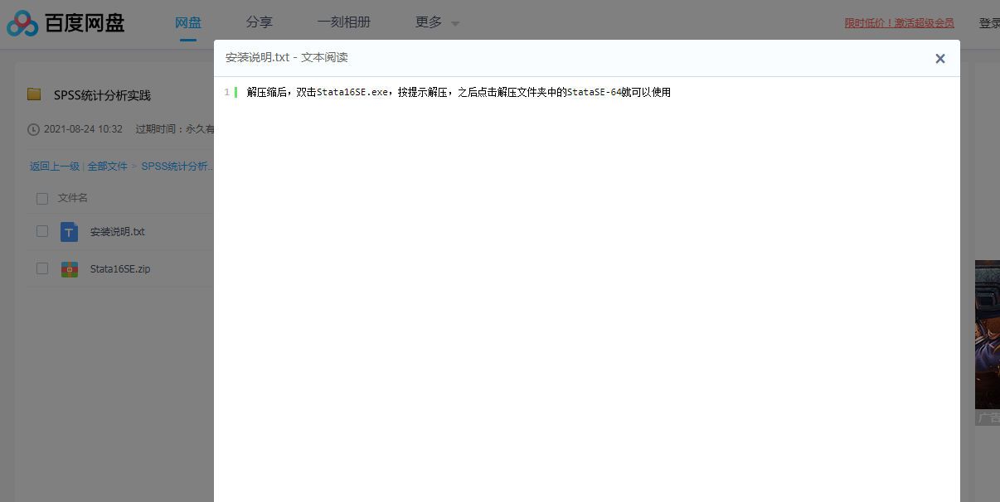 百度网盘
网盘 分享 一刻相册 更多 限时低价！激活超级会员 登录
安装说明.txt - 文本阅读
1 解压缩后，双击Stata16SE.exe，按提示解压，之后点击解压文件夹中的StataSE-64就可以使用
SPSS统计分析实践
2021-08-24 10:32 过期时间：永久有
返回上一级 | 全部文件 > SPSS统计分析...
文件名
安装说明.txt
Stata16SE.zip
广告